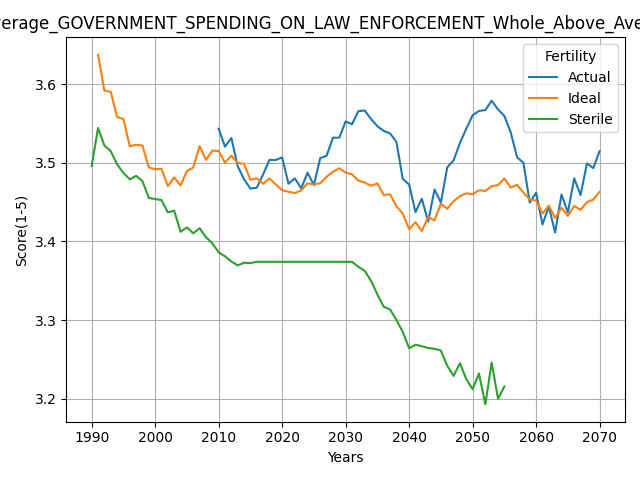 verage_GOVERNMENT_SPENDING_ON_LAW_ENFORCEMENT_Whole_Above_Ave
Fertility
Actual
Ideal
Sterile
Score(1-5)
3.6
3.5
3.4
3.3
3.2
1990 2000 2010 2020 2030 2040 2050 2060 2070
Years